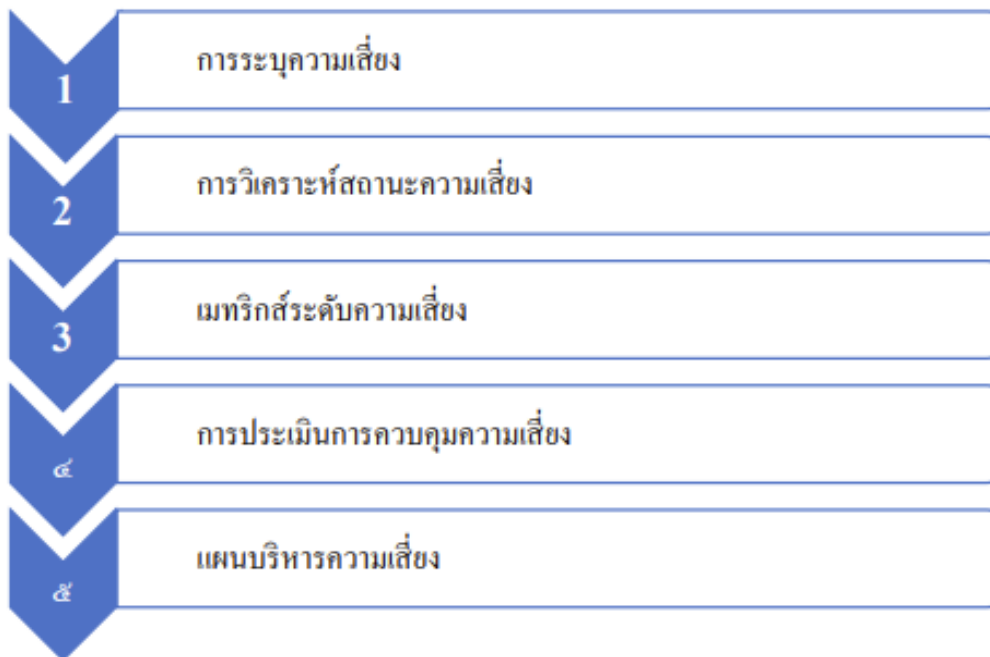 1 การระบุความเสี่ยง
2 การวิเคราะห์สถานะความเสี่ยง
3 เมทริกส์ระดับความเสี่ยง
๔ การประเมินการควบคุมความเสี่ยง
๕ แผนบริหารความเสี่ยง